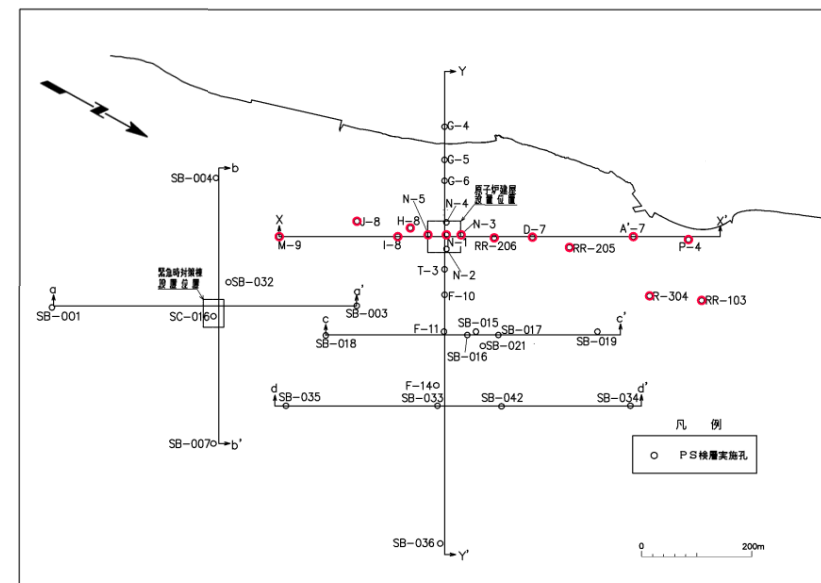 Y
G-4
G-5
G-6
b
SB-004
原子炉建屋
設置位置
N-5
N-4
J-8
H-8
X
X'
N-3
D-7
A'-7
M-9
I-8
N-1
RR-206
RR-205
P-4
N-2
T-3
緊急時対策棟
設置位置
SB-032
a
a'
F-10
R-304
RR-103
SB-001
SC-016
SB-003
c
c'
F-11
SB-015
SB-017
SB-019
SB-018
SB-016
SB-021
F-14
d
d'
SB-035
SB-033
SB-042
SB-034
凡 例
PS検層実施孔
SB-007
b'
SB-036
Y'
0
200m